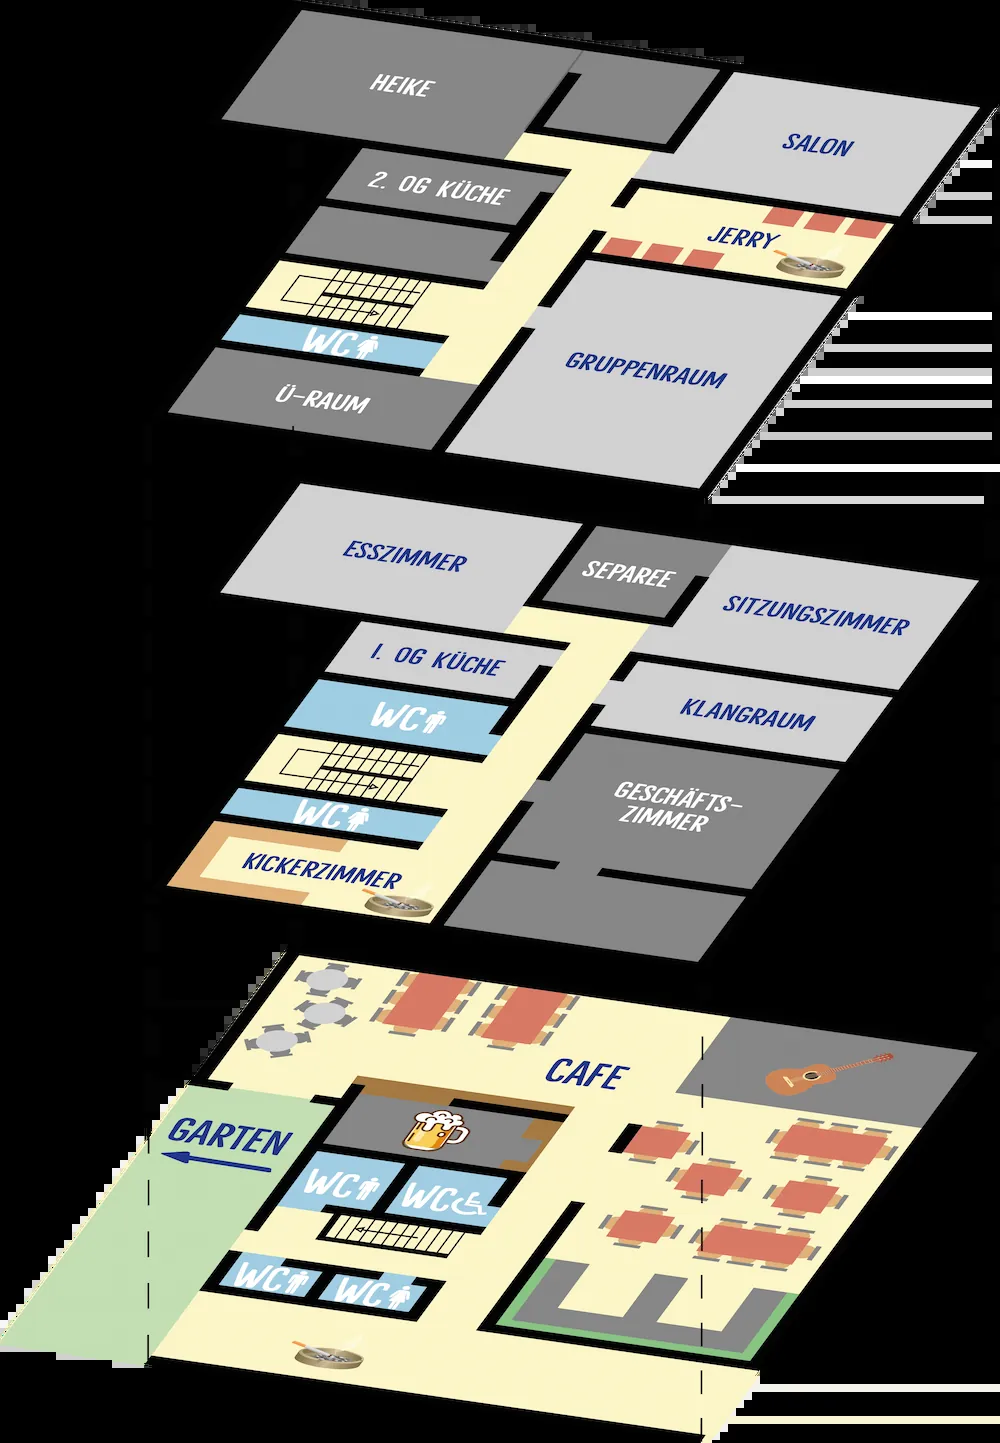 HEIKE
SALON
2. OG KÜCHE
JERRY
WC
GRUPPENRAUM
Ü-RAUM
ESSZIMMER
SEPAREE
SITZUNGSZIMMER
1. OG KÜCHE
KLANGRAUM
WC
GESCHÄFTS-
ZIMMER
WC
KICKERZIMMER
CAFE
GARTEN
WC
WC
WC
WC